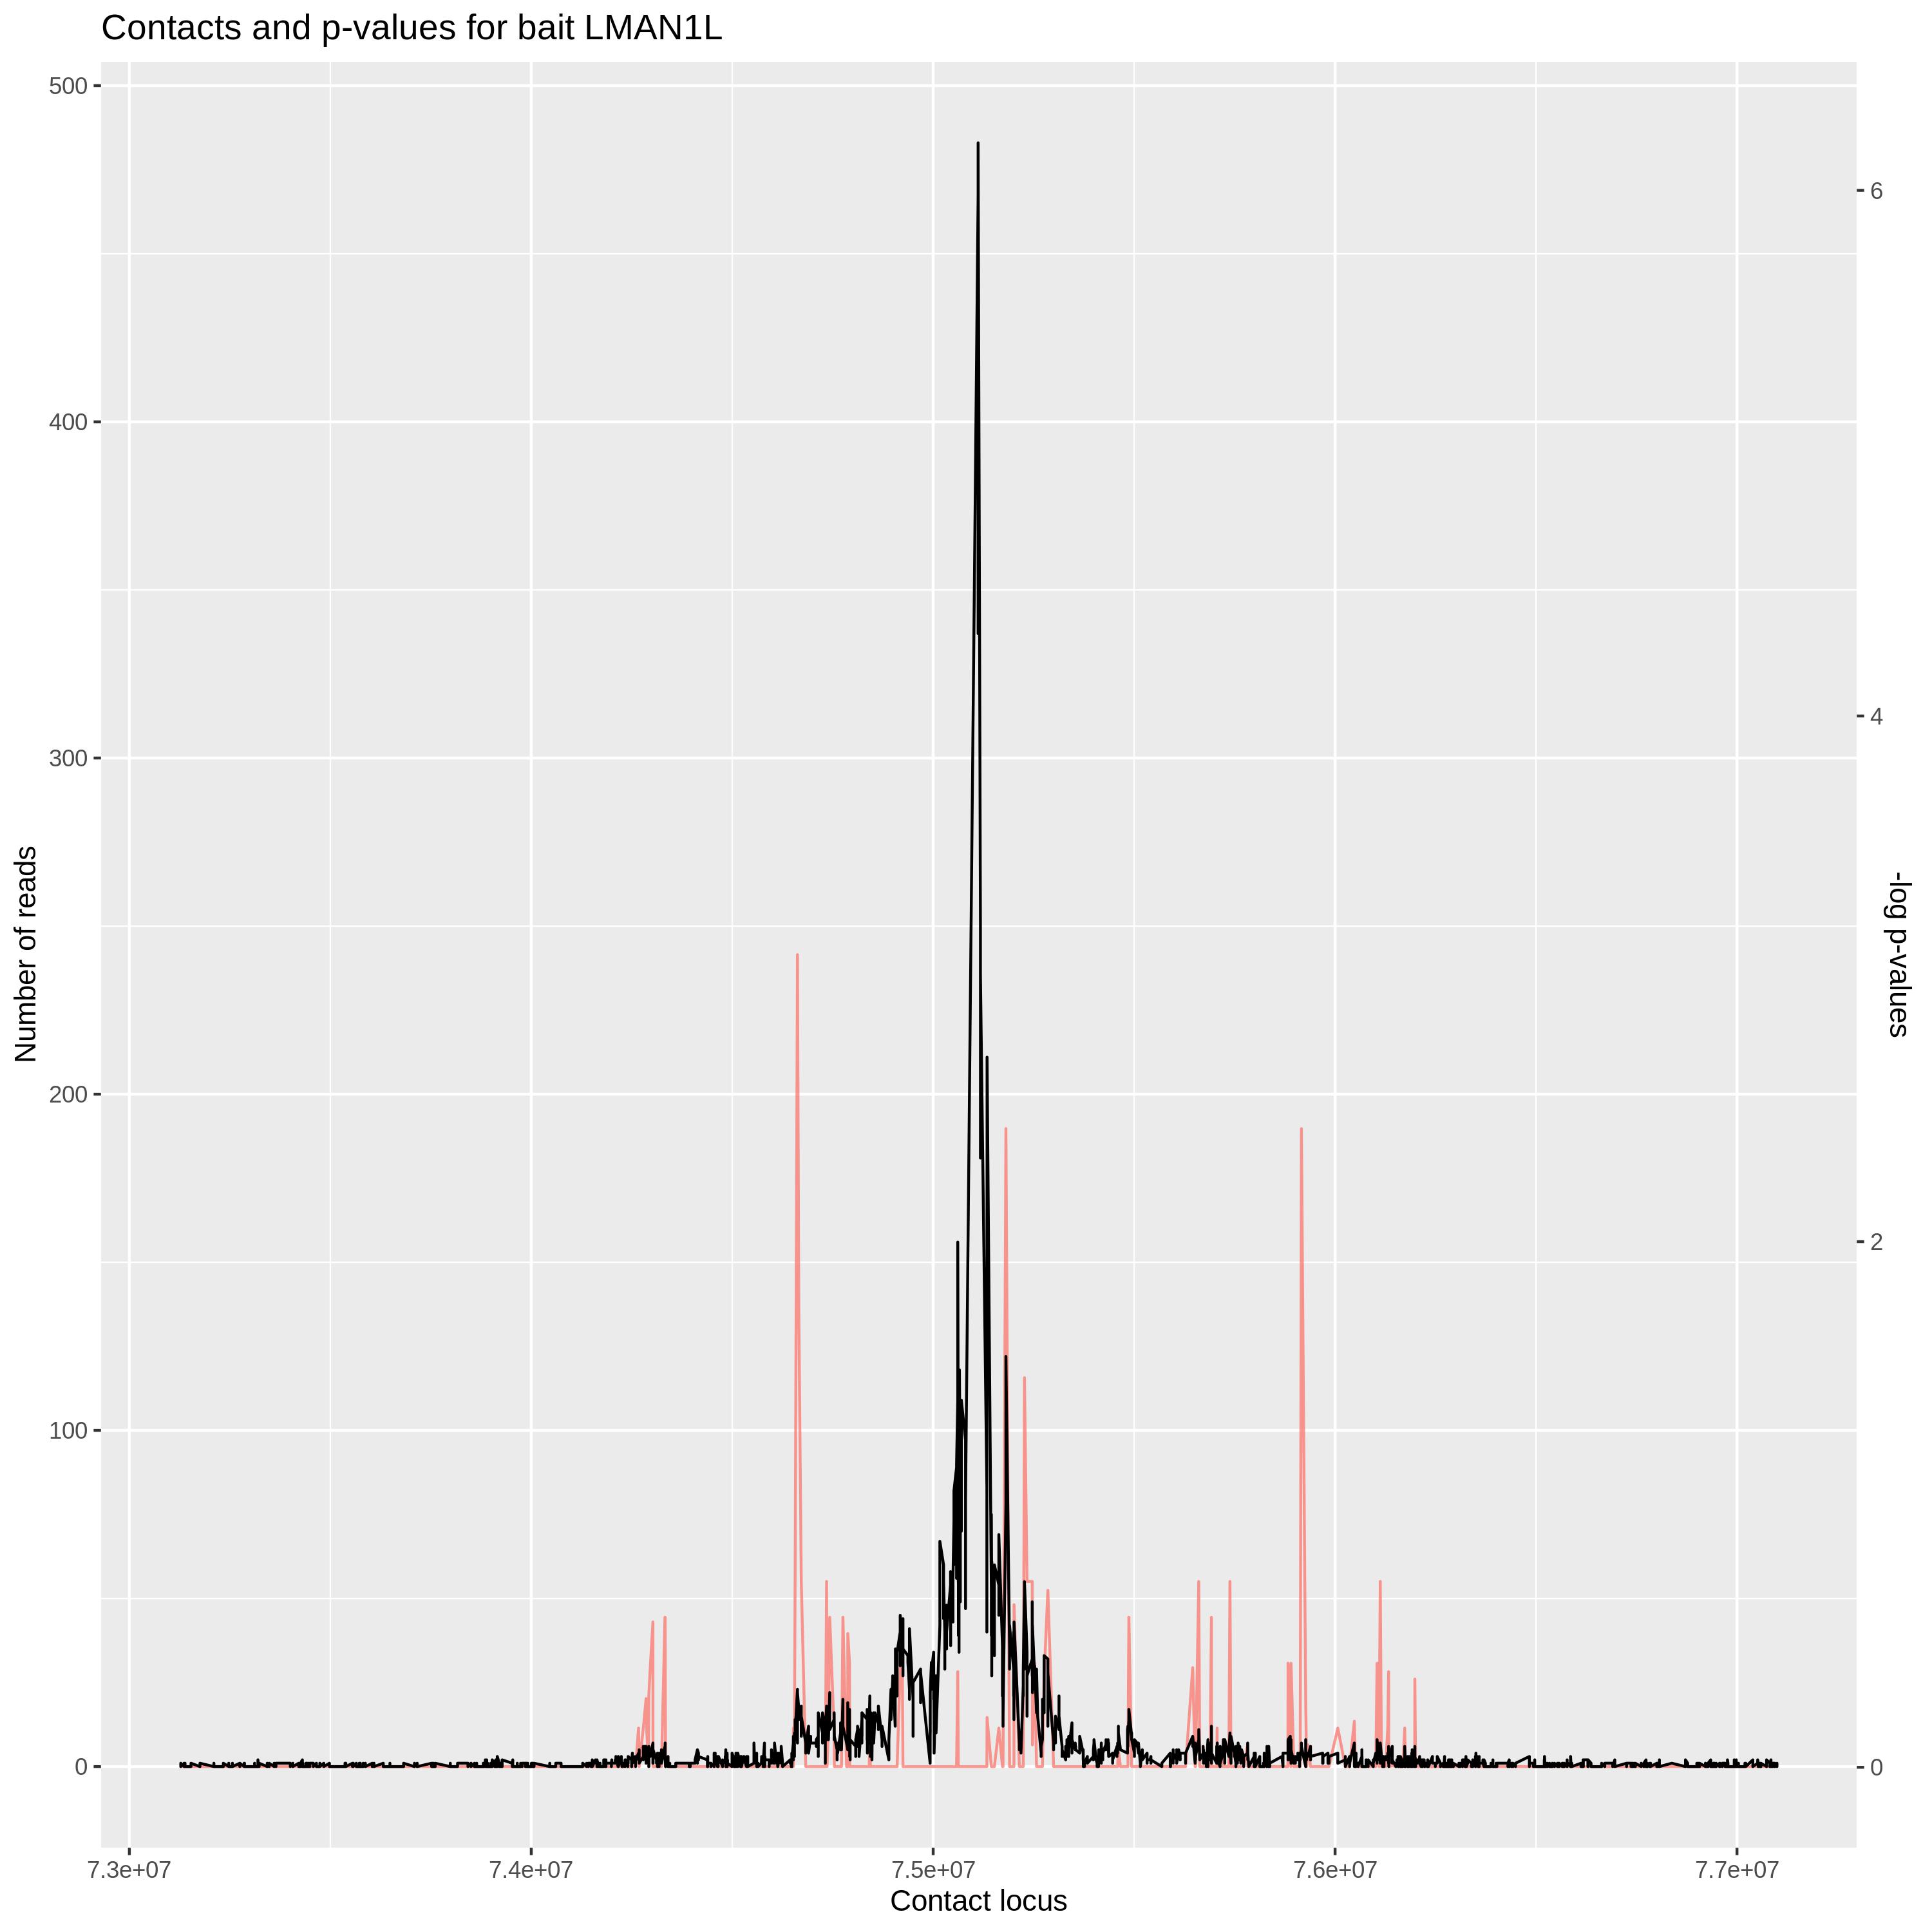 Contacts and p-values for bait LMAN1L
500
400
300
200
100
0
Number of reads
6
4
2
0
-log p-values
7.3e+07 7.4e+07 7.5e+07 7.6e+07 7.7e+07
Contact locus